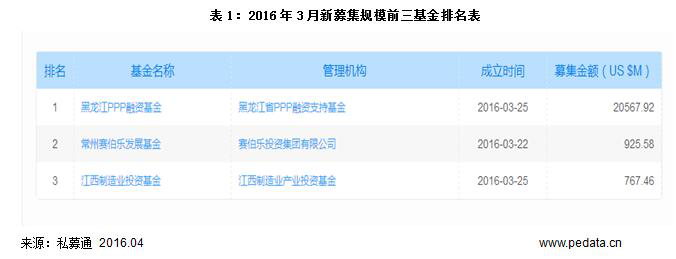 表 1：2016 年 3 月新募集规模前三基金排名表
排名 基金名称 管理机构 成立时间 募集金额（US $M）
1 黑龙江PPP融资基金 黑龙江省PPP融资支持基金 2016-03-25 20567.92
2 常州赛伯乐发展基金 赛伯乐投资集团有限公司 2016-03-22 925.58
3 江西制造业投资基金 江西制造业产业投资基金 2016-03-25 767.46
来源：私募通 2016.04 www.pedata.cn